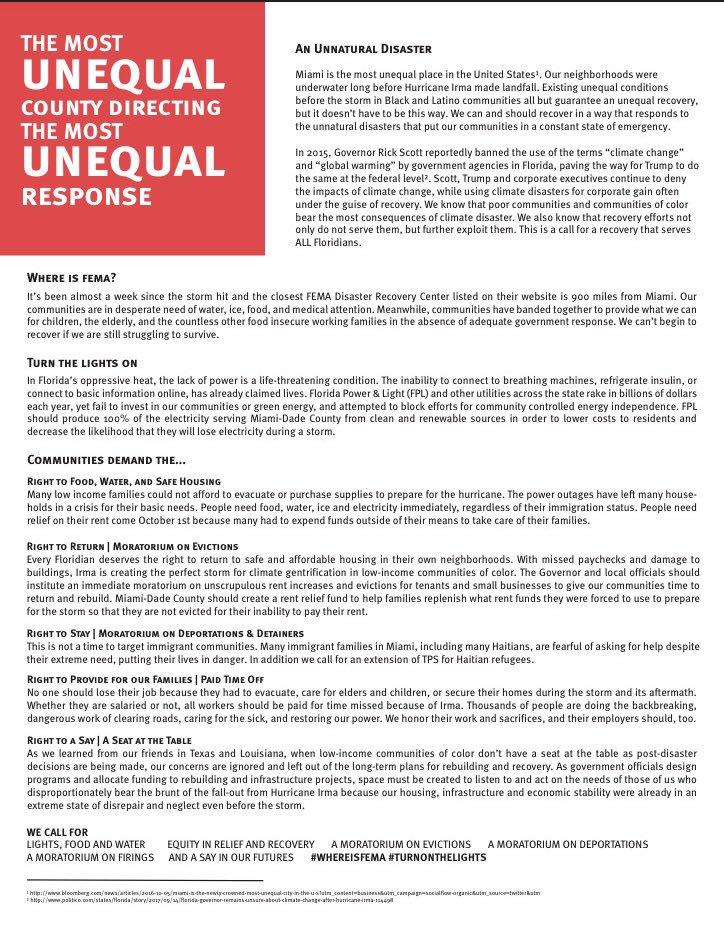 THE MOST
UNEQUAL
COUNTY DIRECTING
THE MOST
UNEQUAL
RESPONSE
AN UNNATURAL DISASTER
Miami is the most unequal place in the United States¹. Our neighborhoods were
underwater long before Hurricane Irma made landfall. Existing unequal conditions
before the storm in Black and Latino communities all but guarantee an unequal recovery,
but it doesn't have to be this way. We can and should recover in a way that responds to
the unnatural disasters that put our communities in a constant state of emergency.
In 2015, Governor Rick Scott reportedly banned the use of the terms “climate change”
and “global warming” by government agencies in Florida, paving the way for Trump to do
the same at the federal level². Scott, Trump and corporate executives continue to deny
the impacts of climate change, while using climate disasters for corporate gain often
under the guise of recovery. We know that poor communities and communities of color
bear the most consequences of climate disaster. We also know that recovery efforts not
only do not serve them, but further exploit them. This is a call for a recovery that serves
ALL Floridians.
WHERE IS FEMA?
It's been almost a week since the storm hit and the closest FEMA Disaster Recovery Center listed on their website is 900 miles from Miami. Our
communities are in desperate need of water, ice, food, and medical attention. Meanwhile, communities have banded together to provide what we can
for children, the elderly, and the countless other food insecure working families in the absence of adequate government response. We can't begin to
recover if we are still struggling to survive.
TURN THE LIGHTS ON
In Florida's oppressive heat, the lack of power is a life-threatening condition. The inability to connect to breathing machines, refrigerate insulin, or
connect to basic information online, has already claimed lives. Florida Power & Light (FPL) and other utilities across the state rake in billions of dollars
each year, yet fail to invest in our communities or green energy, and attempted to block efforts for community controlled energy independence. FPL
should produce 100% of the electricity serving Miami-Dade County from clean and renewable sources in order to lower costs to residents and
decrease the likelihood that they will lose electricity during a storm.
COMMUNITIES DEMAND THE...
RIGHT TO FOOD, WATER, AND SAFE HOUSING
Many low income families could not afford to evacuate or purchase supplies to prepare for the hurricane. The power outages have left many house-
holds in a crisis for their basic needs. People need food, water, ice and electricity immediately, regardless of their immigration status. People need
relief on their rent come October 1st because many had to expend funds outside of their means to take care of their families.
RIGHT TO RETURN | MORATORIUM ON EVICTIONS
Every Floridian deserves the right to return to safe and affordable housing in their own neighborhoods. With missed paychecks and damage to
buildings, Irma is creating the perfect storm for climate gentrification in low-income communities of color. The Governor and local officials should
institute an immediate moratorium on unscrupulous rent increases and evictions for tenants and small businesses to give our communities time to
return and rebuild. Miami-Dade County should create a rent relief fund to help families replenish what rent funds they were forced to use to prepare
for the storm so that they are not evicted for their inability to pay their rent.
RIGHT TO STAY | MORATORIUM ON DEPORTATIONS & DETAINERS
This is not a time to target immigrant communities. Many immigrant families in Miami, including many Haitians, are fearful of asking for help despite
their extreme need, putting their lives in danger. In addition we call for an extension of TPS for Haitian refugees.
RIGHT TO PROVIDE FOR OUR FAMILIES | PAID TIME OFF
No one should lose their job because they had to evacuate, care for elders and children, or secure their homes during the storm and its aftermath.
Whether they are salaried or not, all workers should be paid for time missed because of Irma. Thousands of people are doing the backbreaking,
dangerous work of clearing roads, caring for the sick, and restoring our power. We honor their work and sacrifices, and their employers should, too.
RIGHT TO A SAY | A SEAT AT THE TABLE
As we learned from our friends in Texas and Louisiana, when low-income communities of color don't have a seat at the table as post-disaster
decisions are being made, our concerns are ignored and left out of the long-term plans for rebuilding and recovery. As government officials design
programs and allocate funding to rebuilding and infrastructure projects, space must be created to listen to and act on the needs of those of us who
disproportionately bear the brunt of the fall-out from Hurricane Irma because our housing, infrastructure and economic stability were already in an
extreme state of disrepair and neglect even before the storm.
WE CALL FOR
LIGHTS, FOOD AND WATER EQUITY IN RELIEF AND RECOVERY A MORATORIUM ON EVICTIONS A MORATORIUM ON DEPORTATIONS
A MORATORIUM ON FIRINGS AND A SAY IN OUR FUTURES #WHEREISFEMA #TURNONTHELIGHTS
¹ http://www.bloomberg.com/news/articles/2016-10-05/miami-is-the-newly-crowned-most-unequal-city-in-the-u-s?utm_content=business&utm_campaign=socialflow-organic&utm_source=twitter&utm
² http://www.politico.com/states/florida/story/2017/09/14/florida-governor-remains-unsure-about-climate-change-after-hurricane-irma-114498